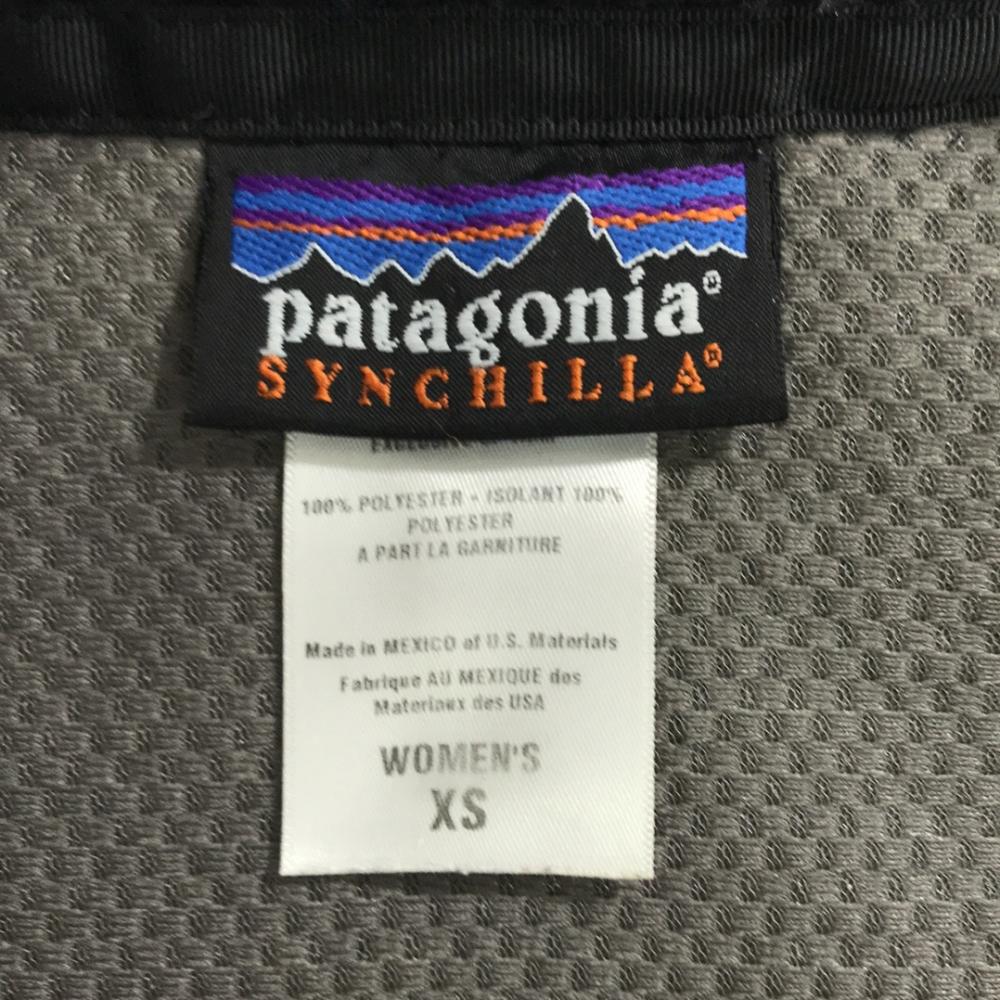 patagonia®
SYNCHILLA®
100% POLYESTER - ISOLANT 100%
POLYESTER
A PART LA GARNITURE
Made in MEXICO of U.S. Materials
Fabrique AU MEXIQUE des
Materiaux des USA
WOMEN'S
XS